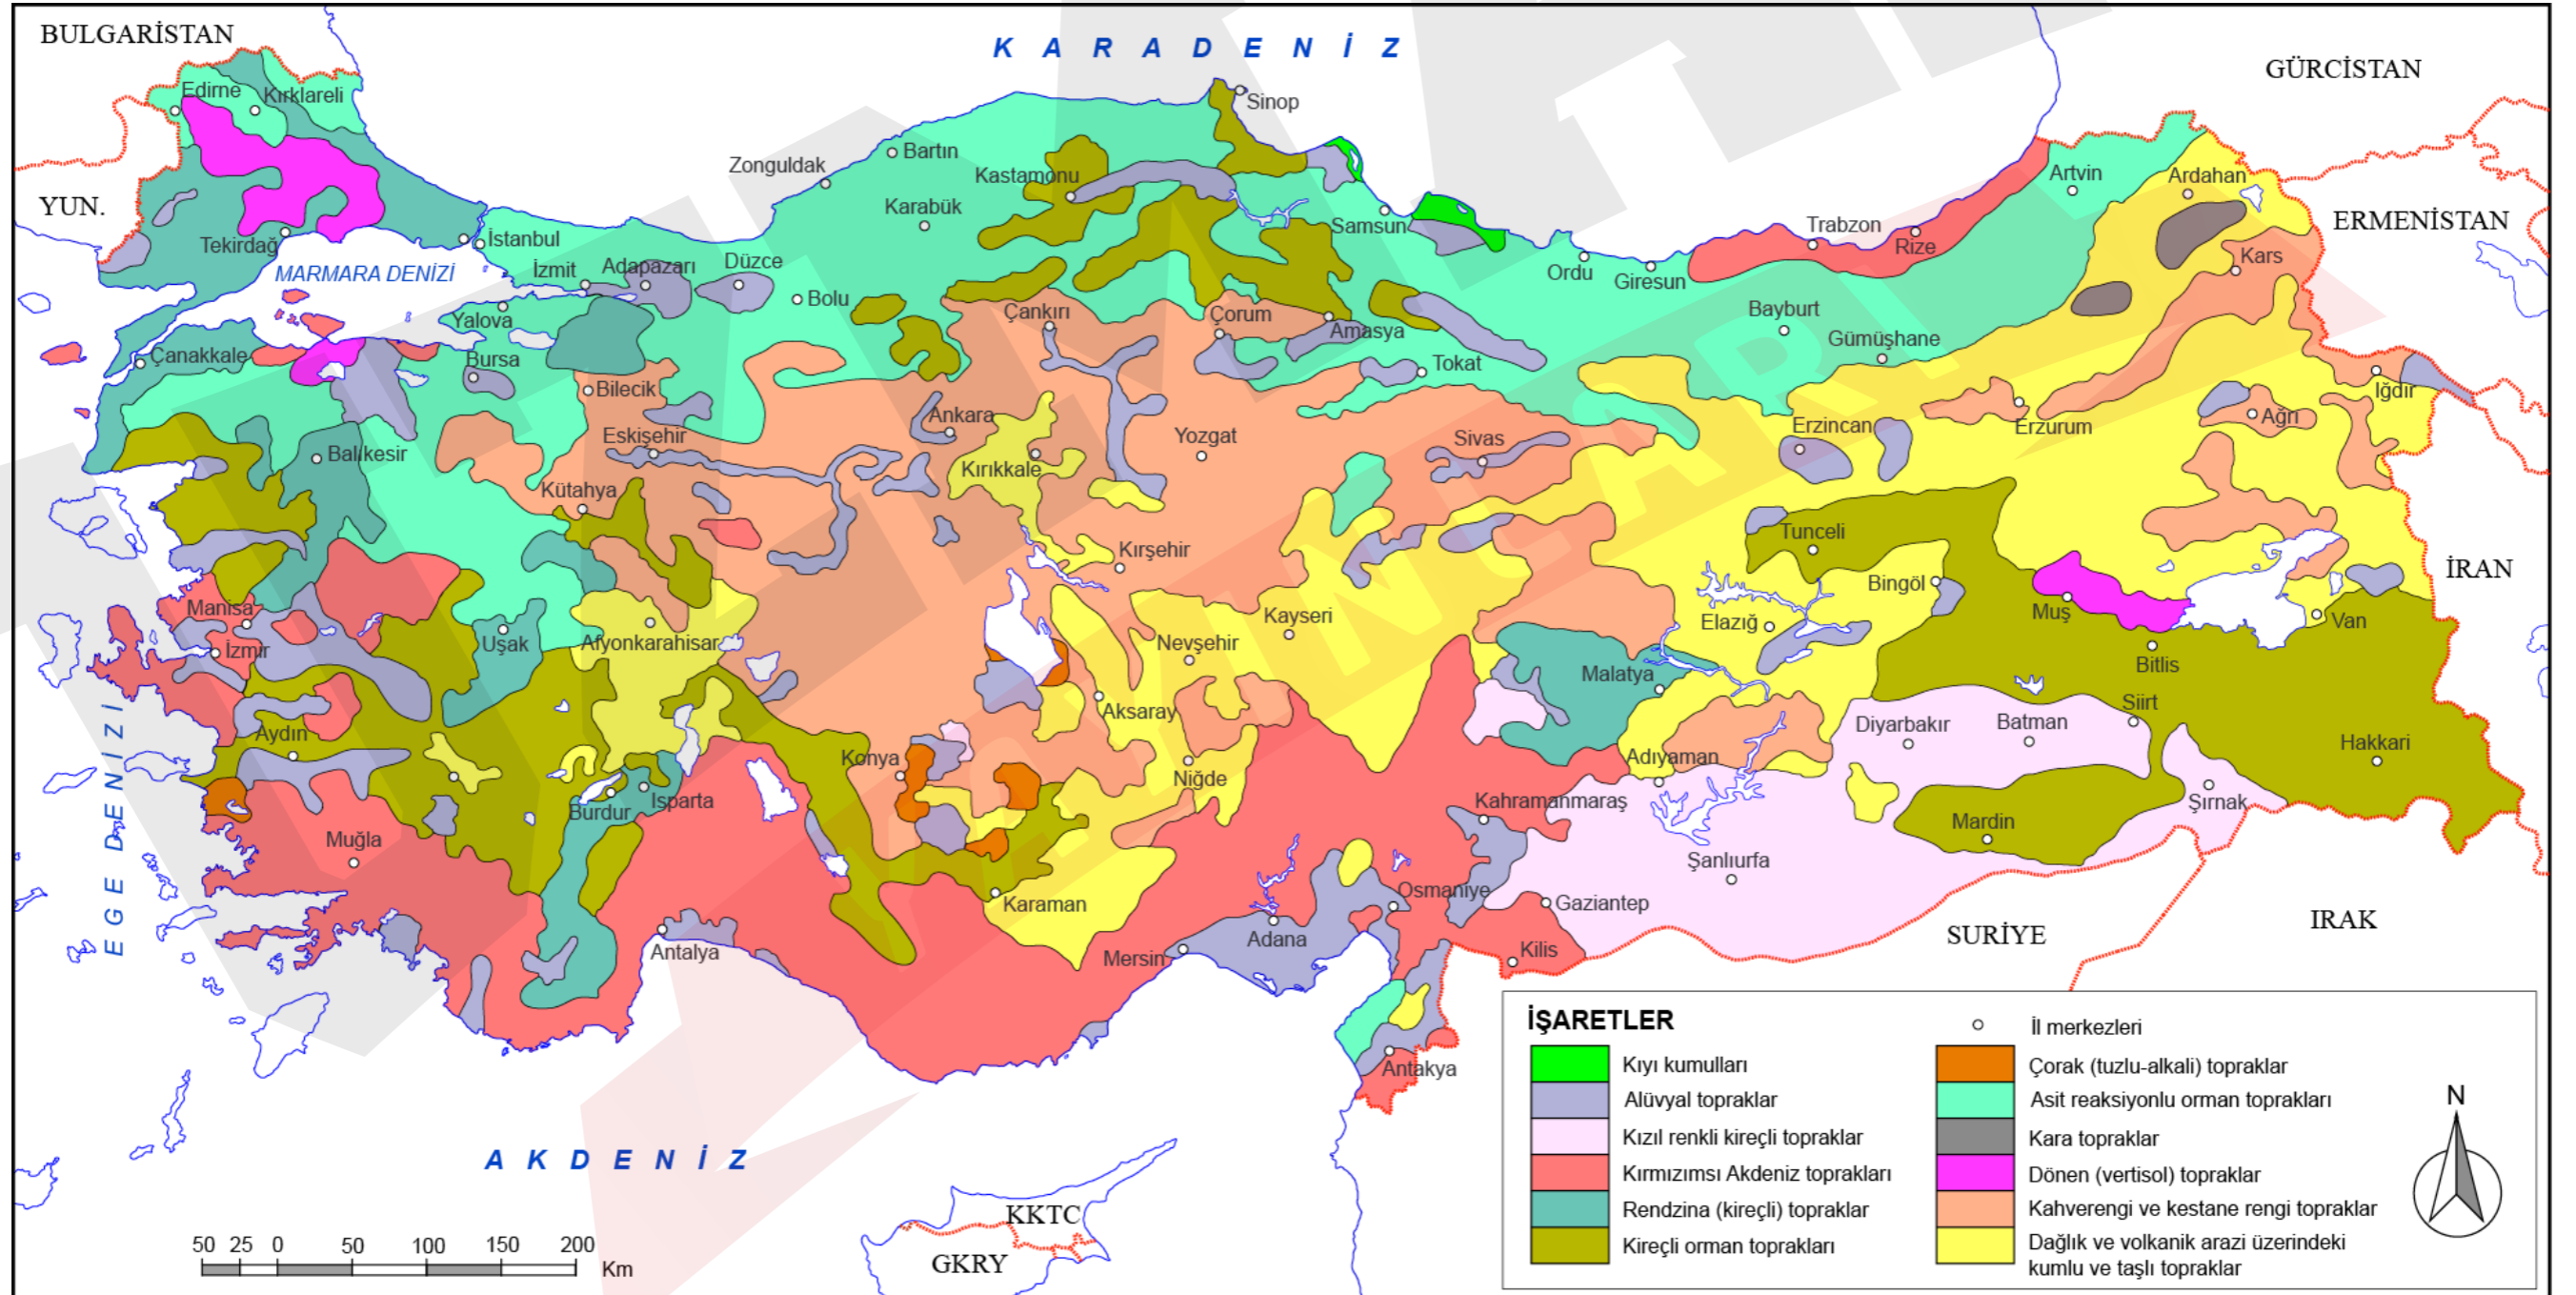 BULGARİSTAN
KARADENİZ
GÜRCİSTAN
Edirne
Kırklareli
Sinop
YUN.
Zonguldak
Bartın
Kastamonu
Karabük
Samsun
Artvin
Ardahan
ERMENİSTAN
Tekirdağ
İstanbul
Trabzon
Rize
Kars
MARMARA DENİZİ
İzmit
Adapazarı
Düzce
Bolu
Ordu
Giresun
Yalova
Çankırı
Çorum
Amasya
Bayburt
Gümüşhane
Çanakkale
Bursa
Bilecik
Tokat
Iğdır
Ankara
Erzincan
Erzurum
Ağrı
Eskişehir
Yozgat
Sivas
Balıkesir
Kırıkkale
Kütahya
Tunceli
Kırşehir
İRAN
Bingöl
Manisa
Kayseri
Elazığ
Muş
Van
İzmir
Uşak
Afyonkarahisar
Nevşehir
Bitlis
Malatya
Siirt
Aksaray
Aydın
Diyarbakır
Batman
Hakkari
Konya
Adıyaman
Niğde
Burdur
Isparta
Kahramanmaraş
Şırnak
Mardin
Muğla
Şanlıurfa
EGE DENİZİ
Karaman
Osmaniye
Gaziantep
IRAK
Antalya
Adana
SURİYE
Mersin
Kilis
Antakya
AKDENİZ
KKTC
GKRY
50 25 0 50 100 150 200
Km
İŞARETLER
Kıyı kumulları
Alüvyal topraklar
Kızıl renkli kireçli topraklar
Kırmızımsı Akdeniz toprakları
Rendzina (kireçli) topraklar
Kireçli orman toprakları
İl merkezleri
Çorak (tuzlu-alkali) topraklar
Asit reaksiyonlu orman toprakları
Kara topraklar
Dönen (vertisol) topraklar
Kahverengi ve kestane rengi topraklar
Dağlık ve volkanik arazi üzerindeki
kumlu ve taşlı topraklar
N